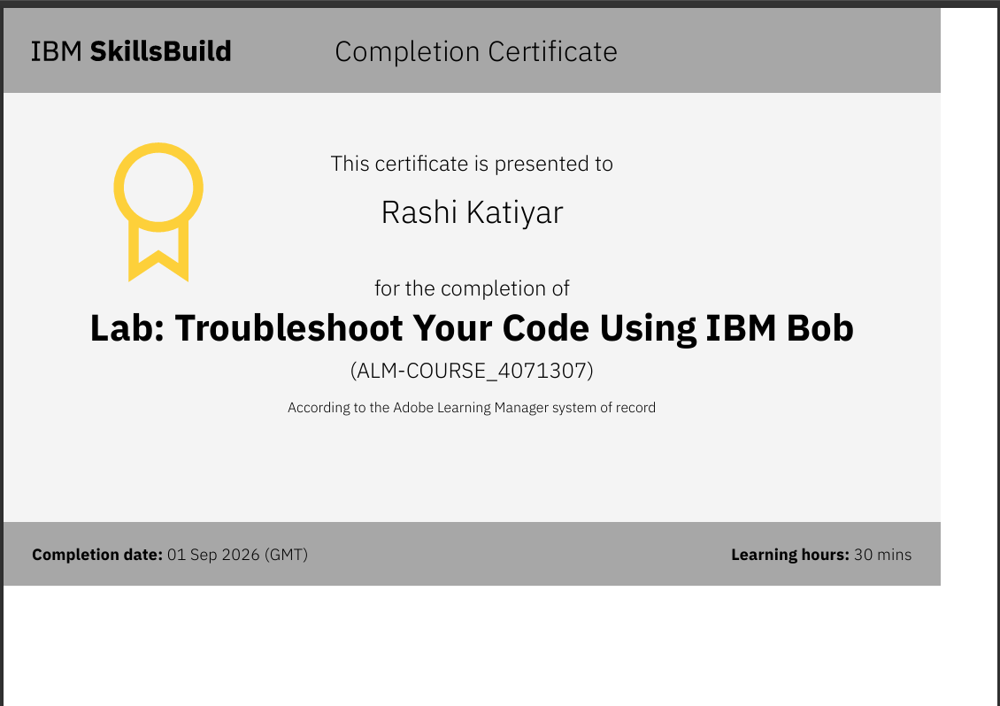 IBM SkillsBuild
Completion Certificate
This certificate is presented to
Rashi Katiyar
for the completion of
Lab: Troubleshoot Your Code Using IBM Bob
(ALM-COURSE_4071307)
According to the Adobe Learning Manager system of record
Completion date: 01 Sep 2026 (GMT)
Learning hours: 30 mins